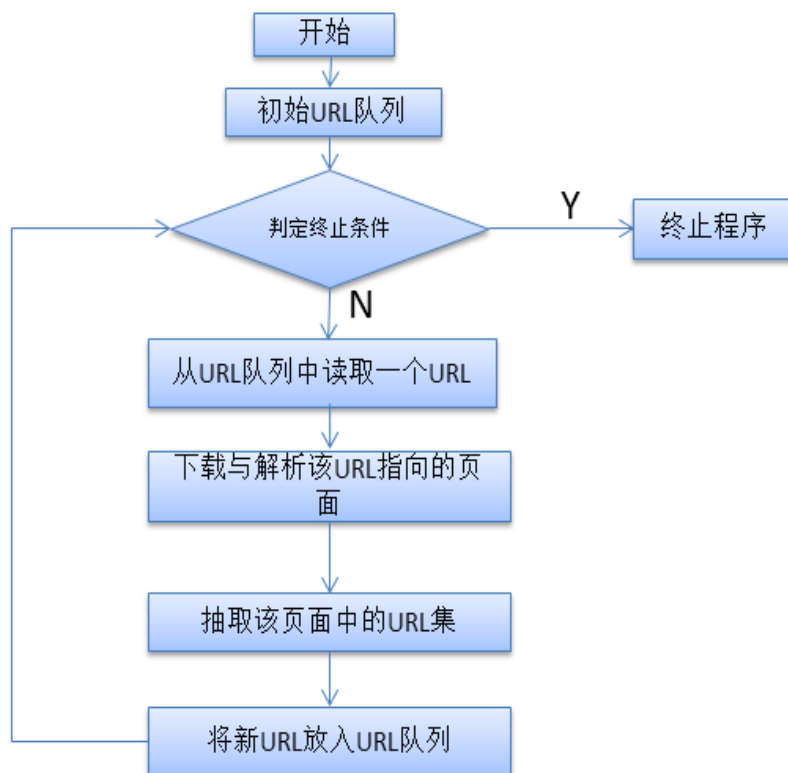 开始
初始URL队列
判定终止条件
Y
终止程序
N
从URL队列中读取一个URL
下载与解析该URL指向的页
面
抽取该页面中的URL集
将新URL放入URL队列